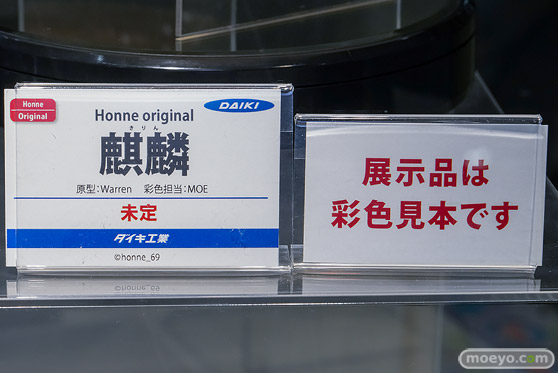 Honne
Original
DAIKI
Honne original
きりん
麒麟
原型:Warren 彩色担当:MOE
未定
ダイキ工業
©honne_69
展示品は
彩色見本です
moeyo.com